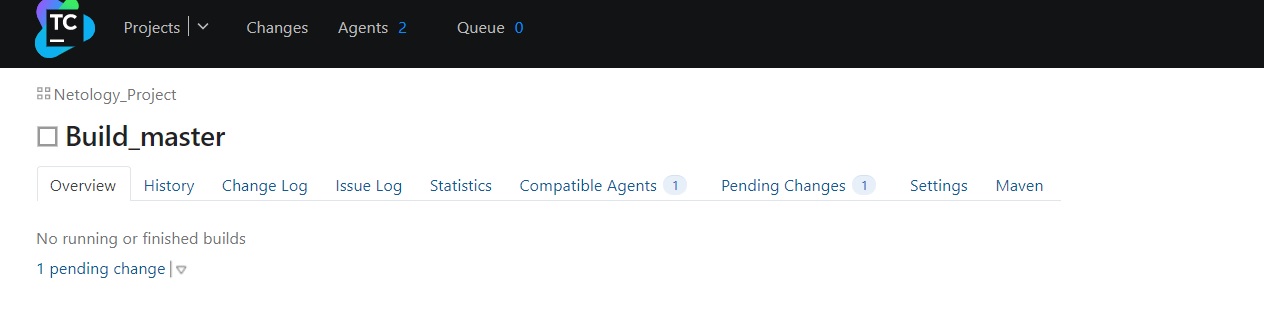 TC Projects Changes Agents 2 Queue 0
Netology_Project
Build_master
Overview History Change Log Issue Log Statistics Compatible Agents 1 Pending Changes 1 Settings Maven
No running or finished builds
1 pending change